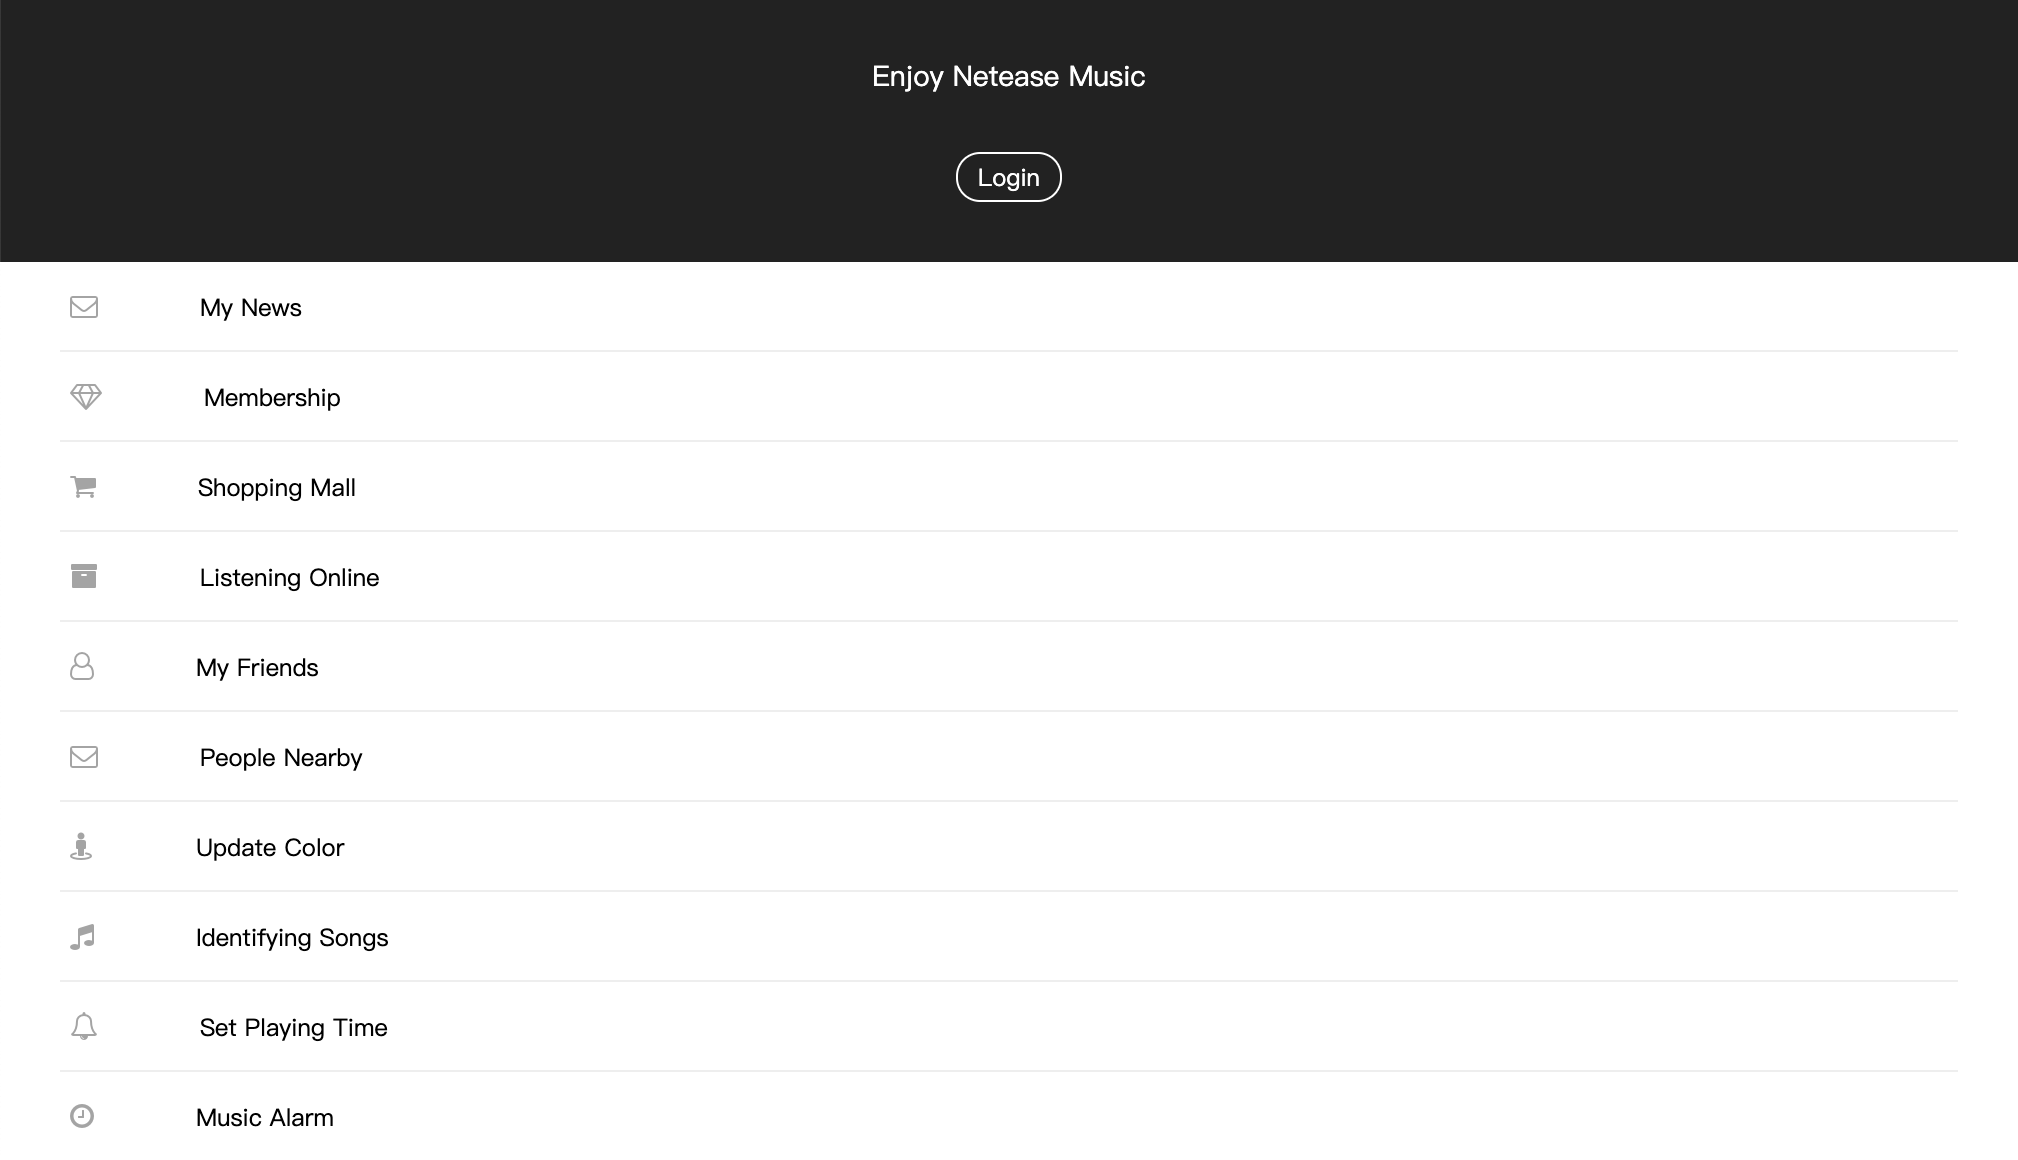 Enjoy Netease Music
Login
My News
Membership
Shopping Mall
Listening Online
My Friends
People Nearby
Update Color
Identifying Songs
Set Playing Time
Music Alarm